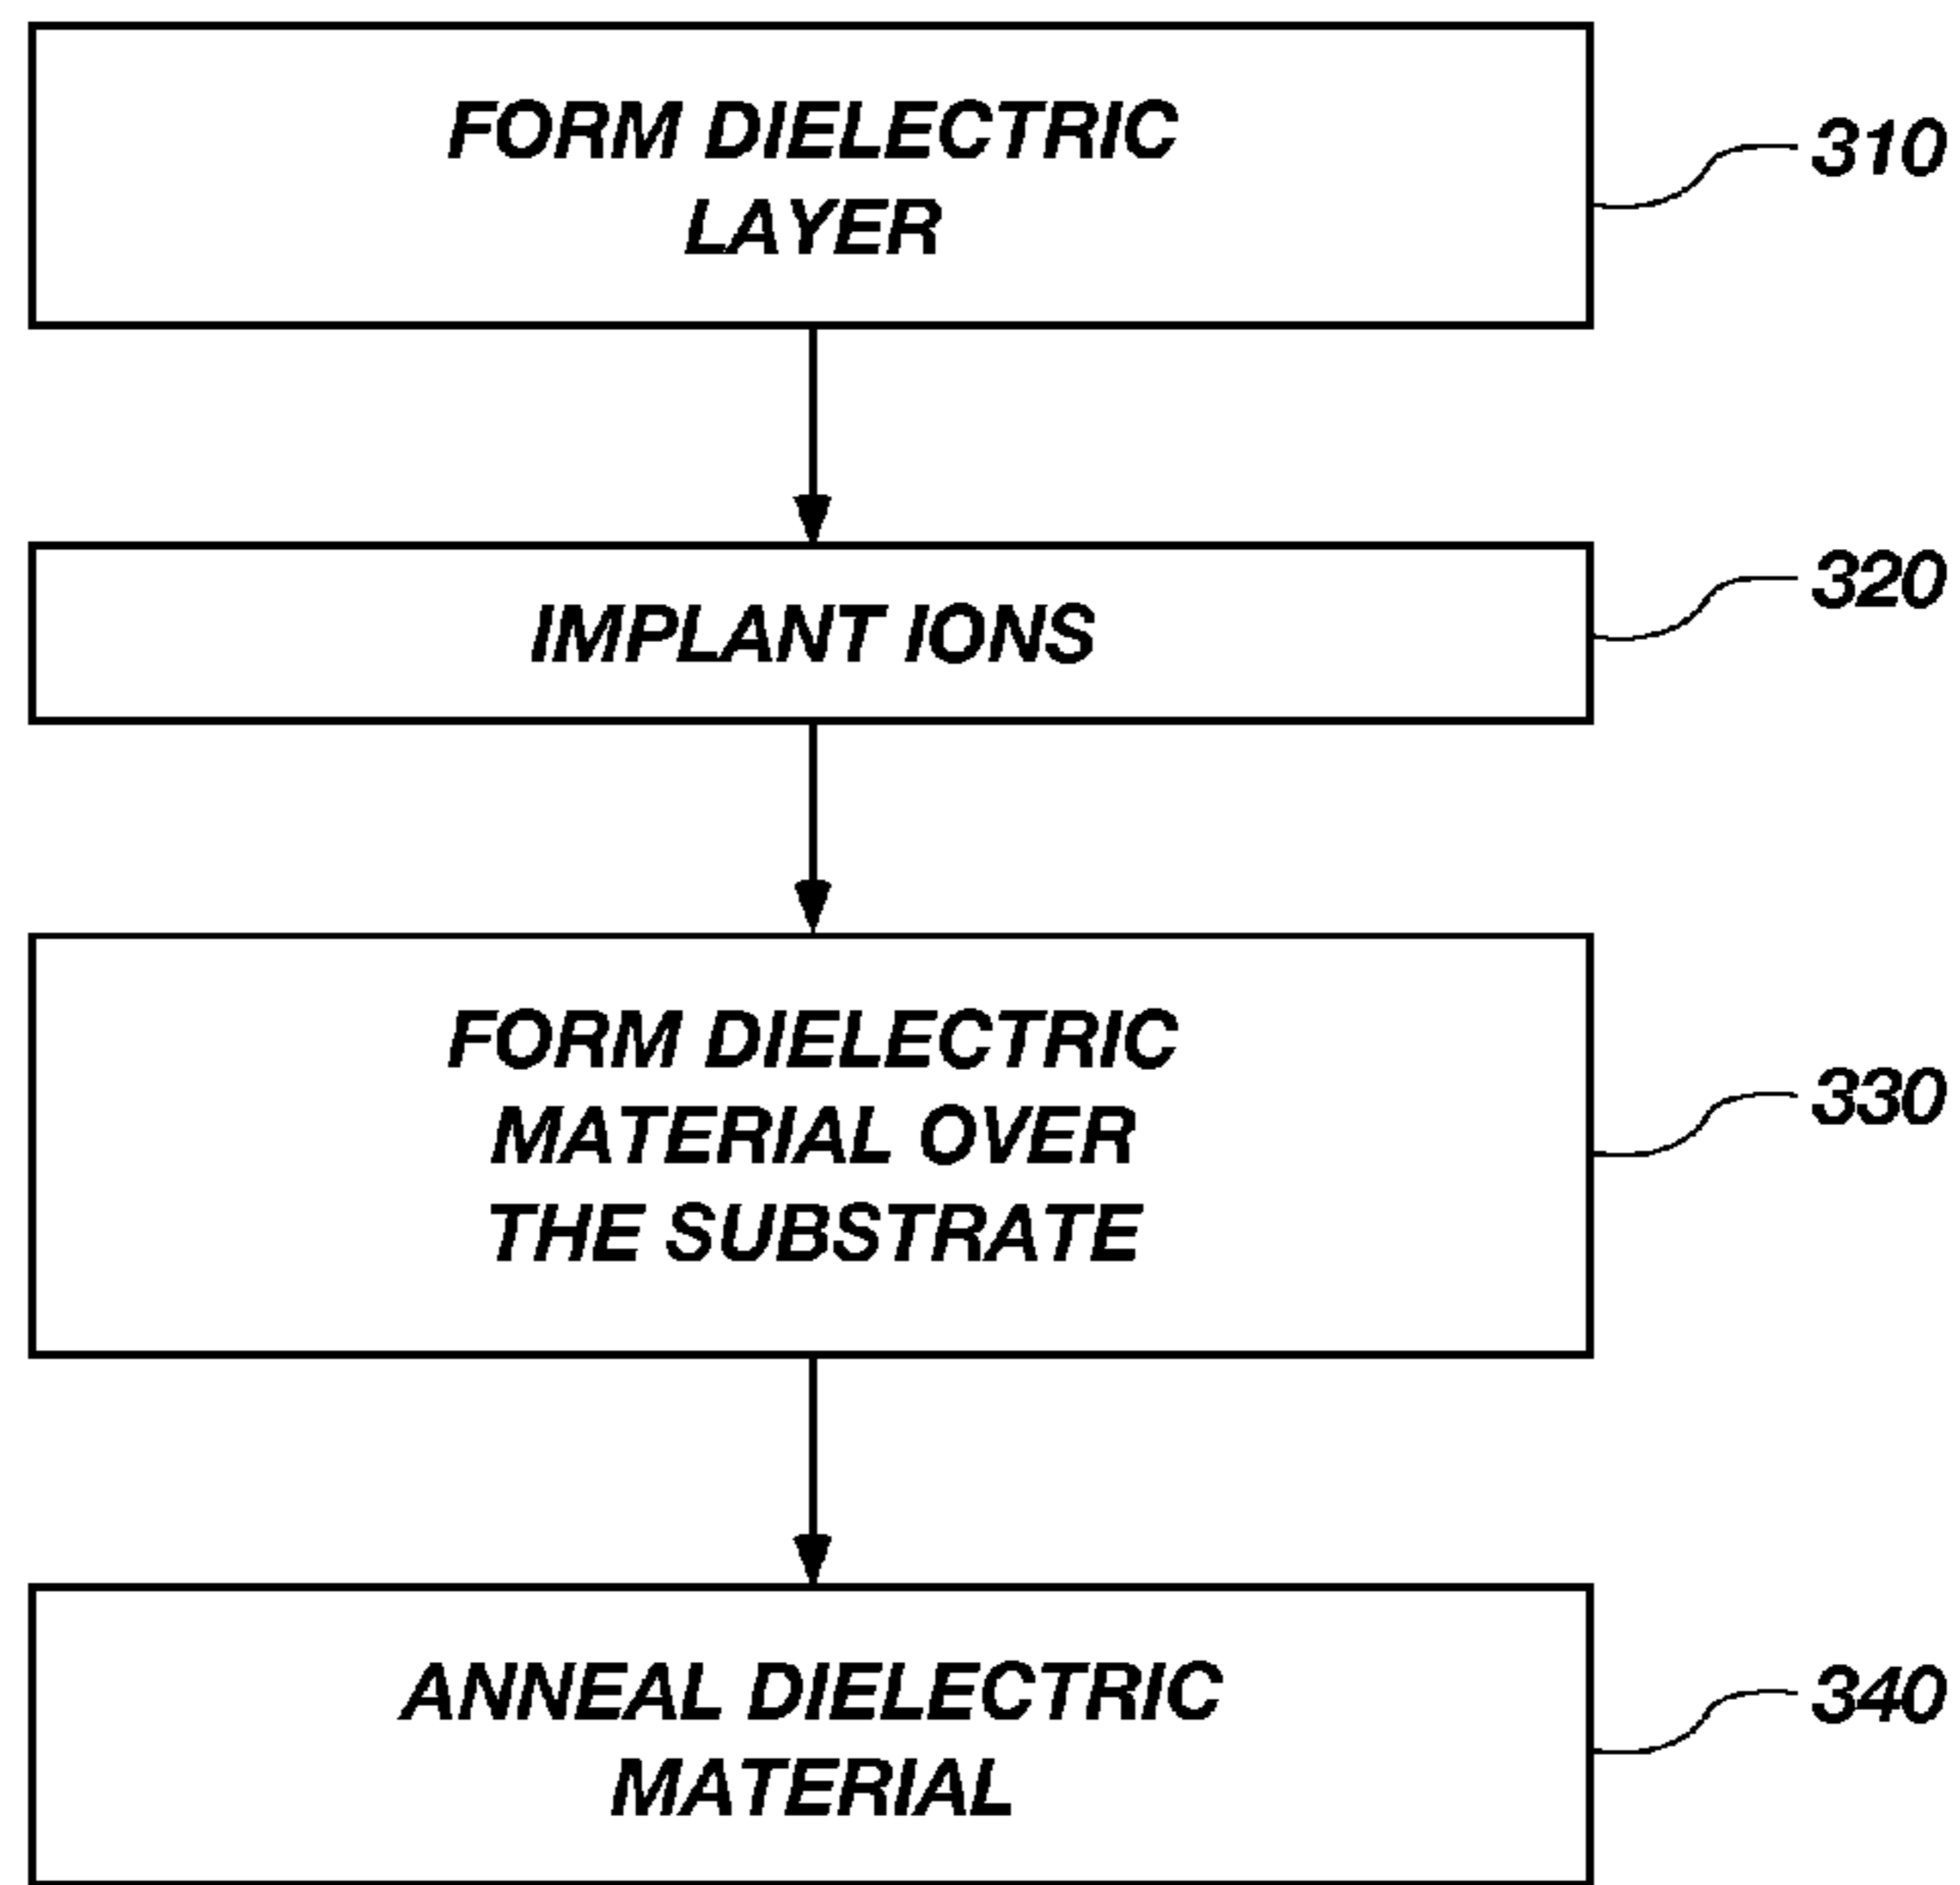 FORM DIELECTRIC
LAYER
310
IMPLANT IONS
320
FORM DIELECTRIC
MATERIAL OVER
THE SUBSTRATE
330
ANNEAL DIELECTRIC
MATERIAL
340